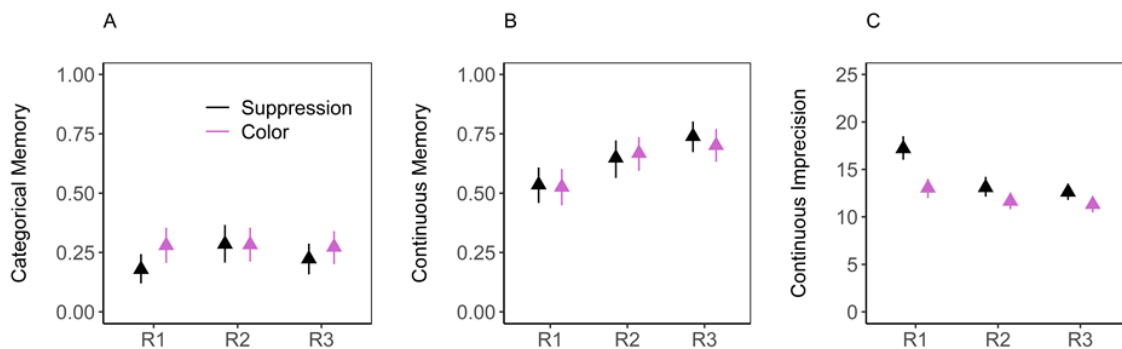 A
Categorical Memory
1.00
0.75
0.50
0.25
0.00
Suppression
Color
R1 R2 R3
B
Continuous Memory
1.00
0.75
0.50
0.25
0.00
R1 R2 R3
C
Continuous Imprecision
25
20
15
10
5
0
R1 R2 R3